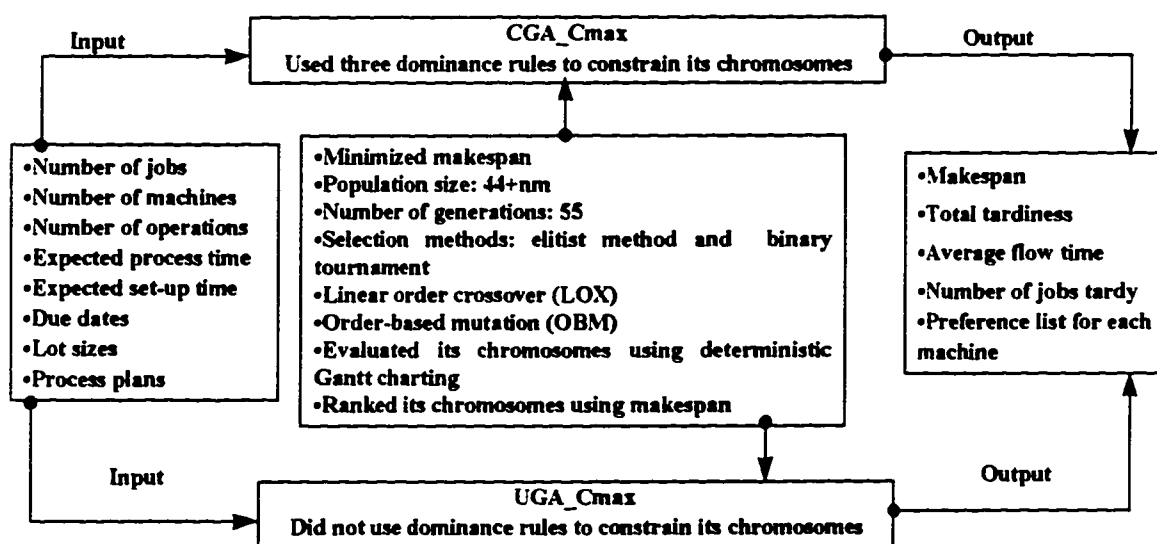 Input
CGA_Cmax
Used three dominance rules to constrain its chromosomes
Output
•Number of jobs
•Number of machines
•Number of operations
•Expected process time
•Expected set-up time
•Due dates
•Lot sizes
•Process plans
•Minimized makespan
•Population size: 44+nm
•Number of generations: 55
•Selection methods: elitist method and binary
tournament
•Linear order crossover (LOX)
•Order-based mutation (OBM)
•Evaluated its chromosomes using deterministic
Gantt charting
•Ranked its chromosomes using makespan
•Makespan
•Total tardiness
•Average flow time
•Number of jobs tardy
•Preference list for each
machine
Input
UGA_Cmax
Did not use dominance rules to constrain its chromosomes
Output